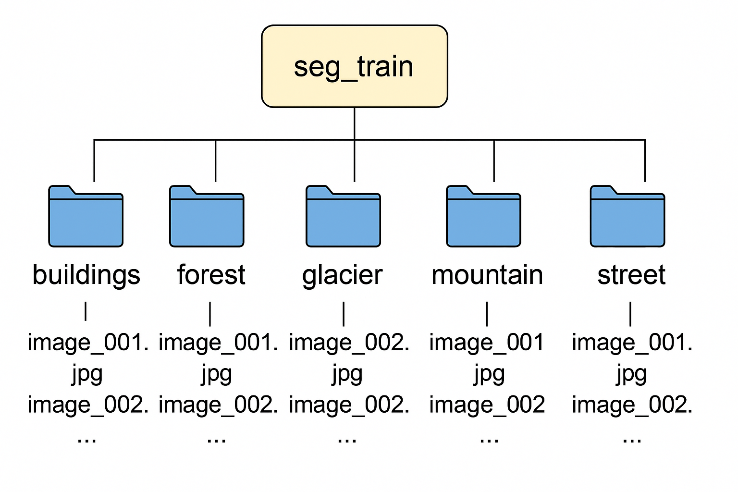 seg_train
buildings
forest
glacier
mountain
street
image_001.
jpg
image_002.
...
image_001.
jpg
image_002.
...
image_002.
jpg
image_002.
...
image_001
jpg
image_002
...
image_001.
jpg
image_002.
...